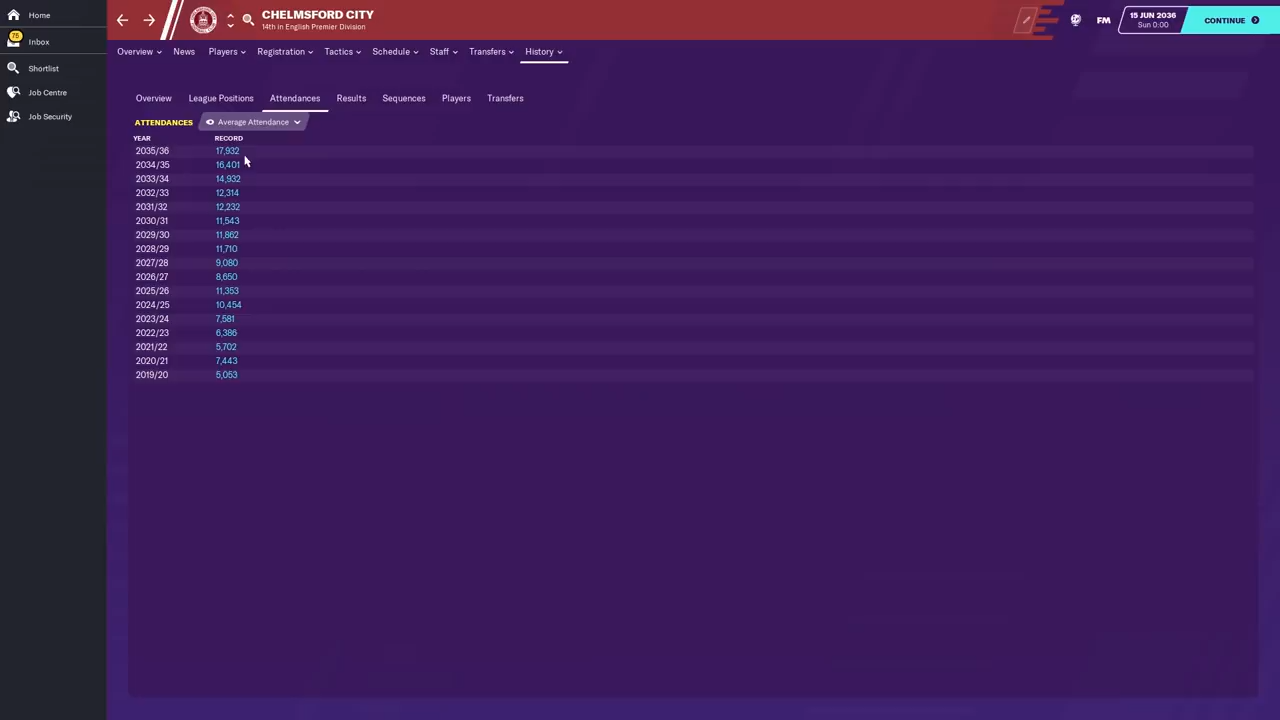 Home
75
Inbox
Shortlist
Job Centre
Job Security
CHELMSFORD CITY
14th in English Premier Division
FM
15 JUN 2036
Sun 0:00
CONTINUE
Overview News Players Registration Tactics Schedule Staff Transfers History
Overview League Positions Attendances Results Sequences Players Transfers
ATTENDANCES Average Attendance
YEAR RECORD
2035/36 17,932
2034/35 16,401
2033/34 14,932
2032/33 12,314
2031/32 12,232
2030/31 11,543
2029/30 11,862
2028/29 11,710
2027/28 9,080
2026/27 8,650
2025/26 11,353
2024/25 10,454
2023/24 7,581
2022/23 6,386
2021/22 5,702
2020/21 7,443
2019/20 5,053